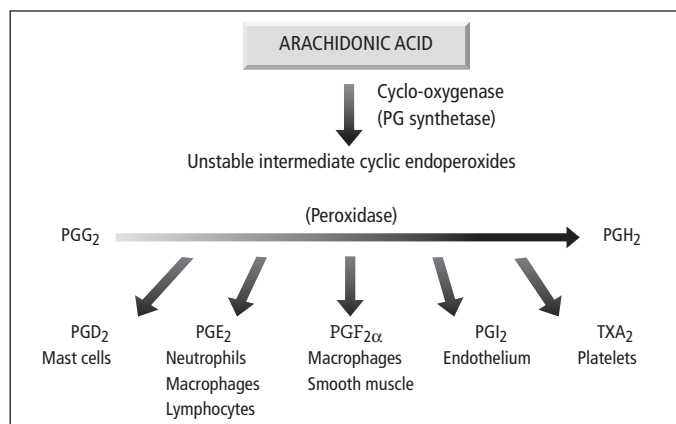 ARACHIDONIC ACID
Cyclo-oxygenase
(PG synthetase)
Unstable intermediate cyclic endoperoxides
(Peroxidase)
PGG₂ PGH₂
PGD₂ PGE₂ PGF₂α PGI₂ TXA₂
Mast cells Neutrophils Macrophages Endothelium Platelets
Macrophages Smooth muscle
Lymphocytes